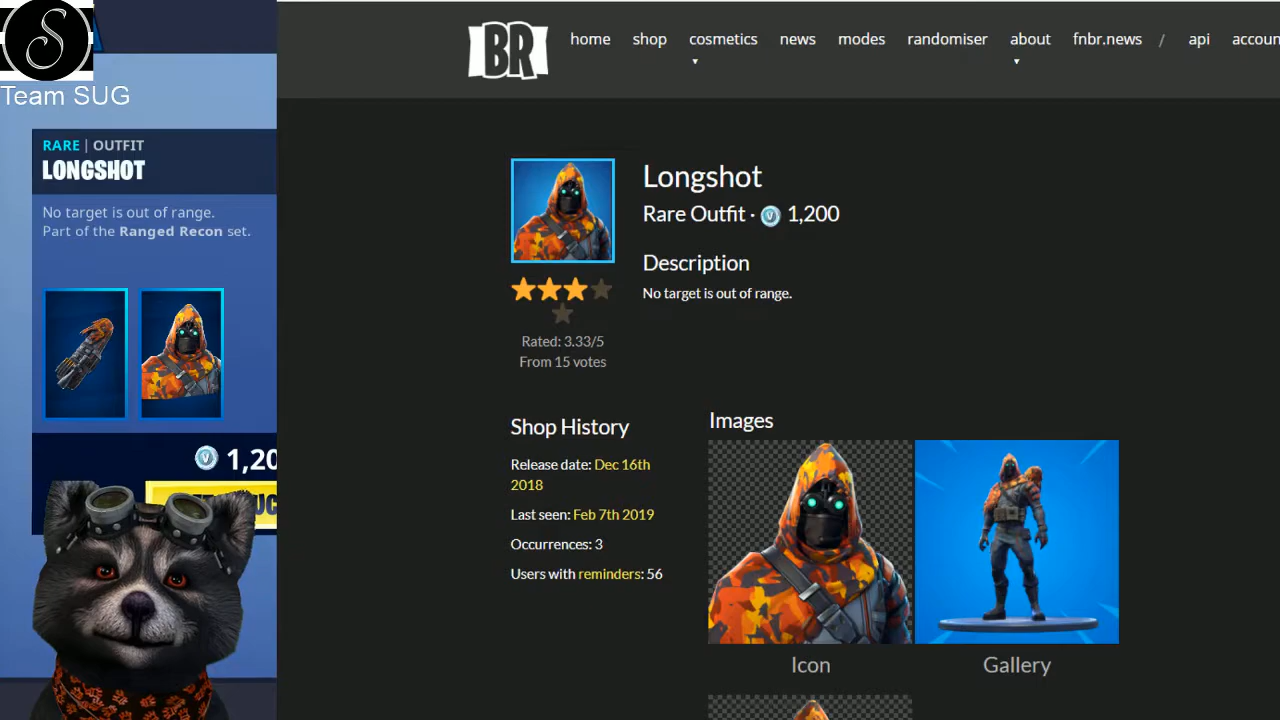 S
Team SUG
RARE | OUTFIT
LONGSHOT
No target is out of range.
Part of the Ranged Recon set.
V 1,20
BR
home shop cosmetics news modes randomiser about fnbr.news / api accoun
Longshot
Rare Outfit · V 1,200
Description
No target is out of range.
Rated: 3.33/5
From 15 votes
Shop History
Release date: Dec 16th
2018
Last seen: Feb 7th 2019
Occurrences: 3
Users with reminders: 56
Images
Icon
Gallery